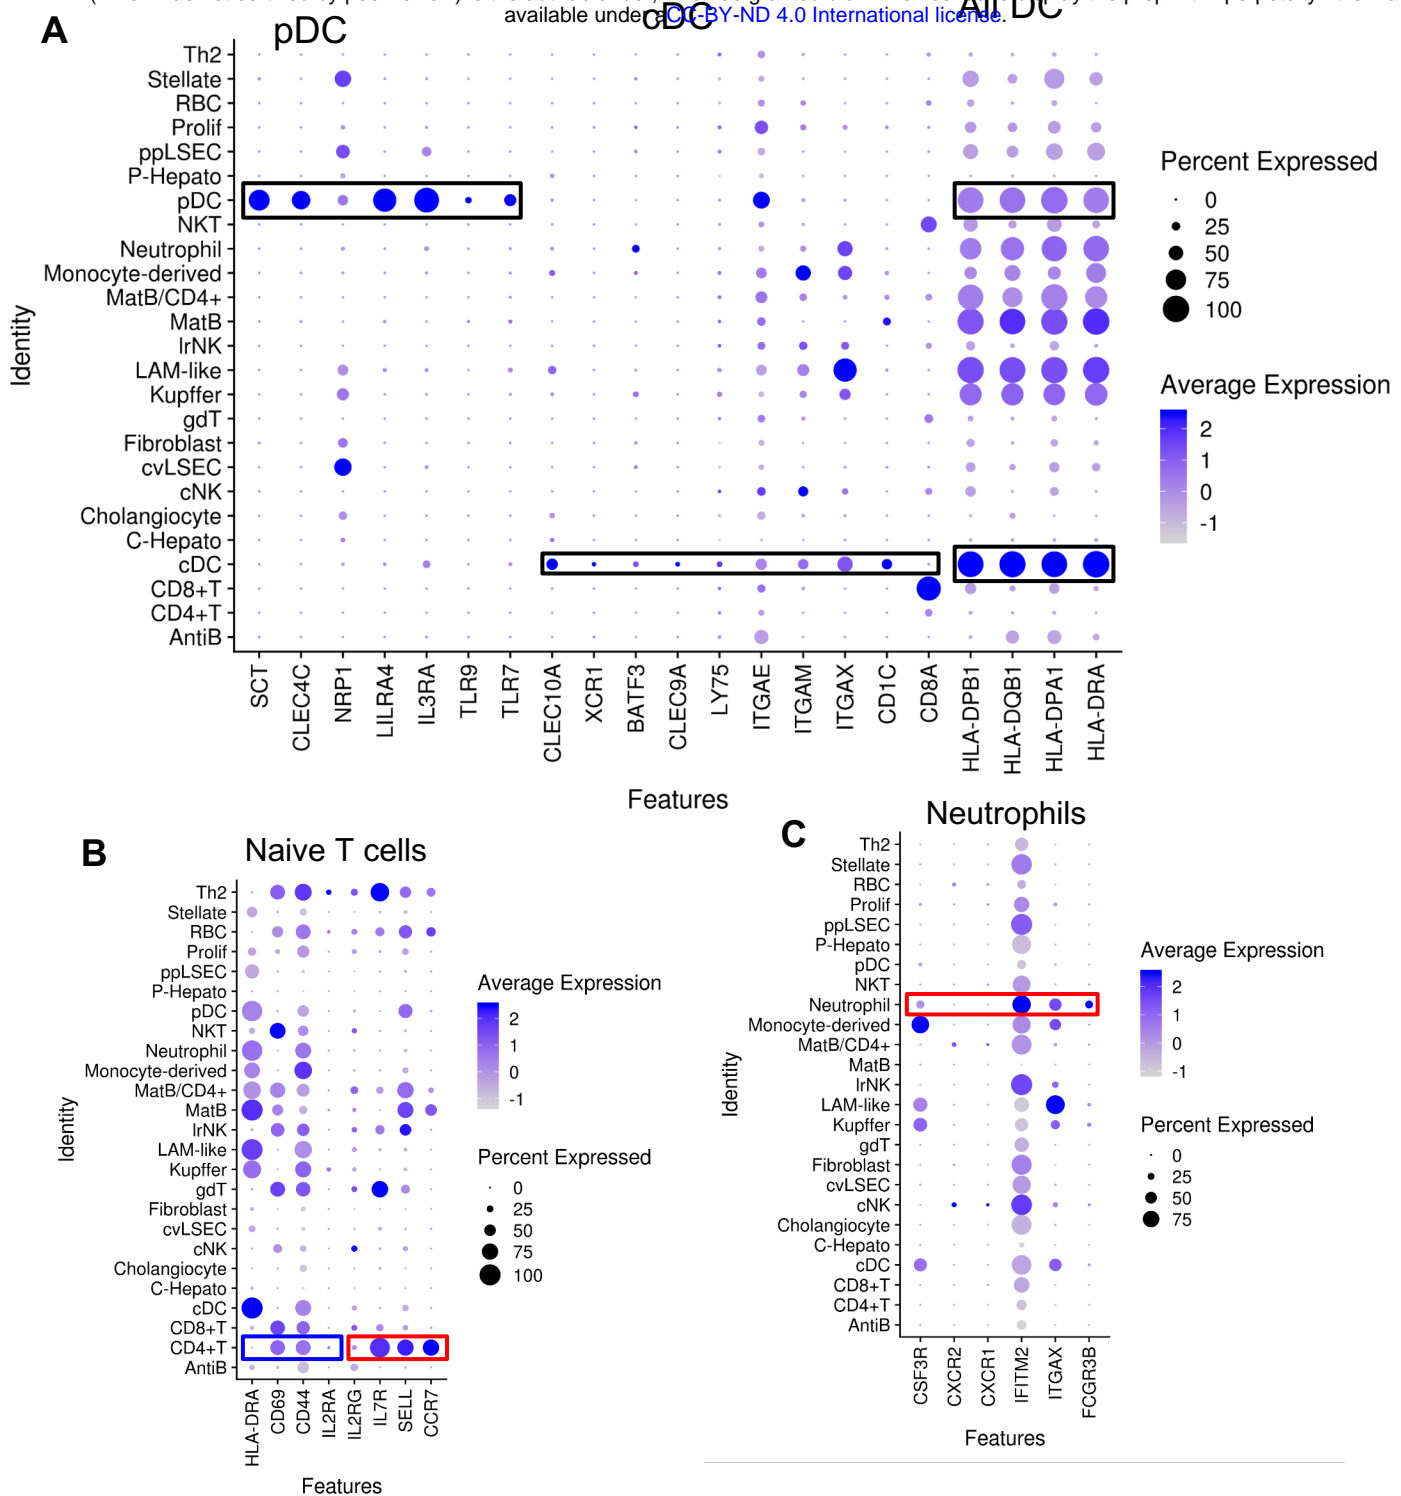 available under a CC-BY-ND 4.0 International license.
A
pDC
cDC
All DC
Identity
Th2
Stellate
RBC
Prolif
ppLSEC
P-Hepato
pDC
NKT
Neutrophil
Monocyte-derived
MatB/CD4+
MatB
lrNK
LAM-like
Kupffer
gdT
Fibroblast
cvLSEC
cNK
Cholangiocyte
C-Hepato
cDC
CD8+T
CD4+T
AntiB
SCT
CLEC4C
NRP1
LILRA4
IL3RA
TLR9
TLR7
CLEC10A
XCR1
BATF3
CLEC9A
LY75
ITGAE
ITGAM
ITGAX
CD1C
CD8A
HLA-DPB1
HLA-DQB1
HLA-DPA1
HLA-DRA
Features
Percent Expressed
0
25
50
75
100
Average Expression
2
1
0
-1
B
Naive T cells
Identity
Th2
Stellate
RBC
Prolif
ppLSEC
P-Hepato
pDC
NKT
Neutrophil
Monocyte-derived
MatB/CD4+
MatB
lrNK
LAM-like
Kupffer
gdT
Fibroblast
cvLSEC
cNK
Cholangiocyte
C-Hepato
cDC
CD8+T
CD4+T
AntiB
HLA-DRA
CD69
CD44
IL2RA
IL2RG
IL7R
SELL
CCR7
Features
Average Expression
2
1
0
-1
Percent Expressed
0
25
50
75
100
C
Neutrophils
Identity
Th2
Stellate
RBC
Prolif
ppLSEC
P-Hepato
pDC
NKT
Neutrophil
Monocyte-derived
MatB/CD4+
MatB
lrNK
LAM-like
Kupffer
gdT
Fibroblast
cvLSEC
cNK
Cholangiocyte
C-Hepato
cDC
CD8+T
CD4+T
AntiB
CSF3R
CXCR2
CXCR1
IFITM2
ITGAX
FCGR3B
Features
Average Expression
2
1
0
-1
Percent Expressed
0
25
50
75